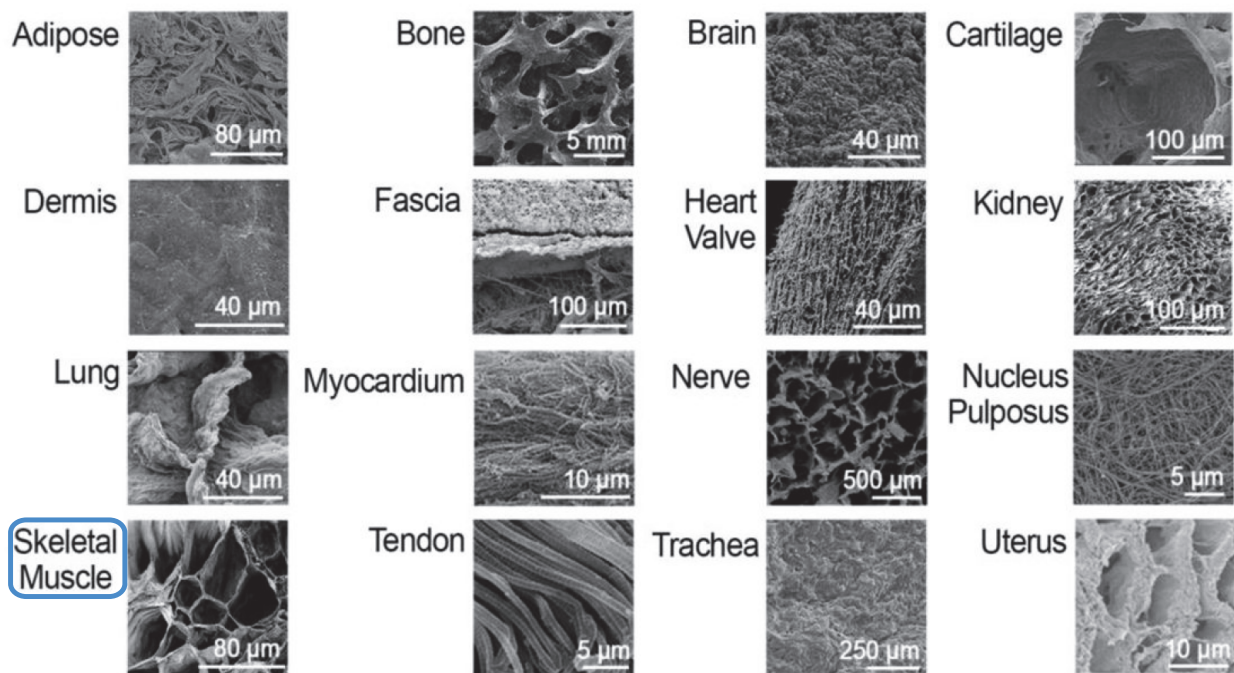 Adipose
80 µm
Bone
5 mm
Brain
40 µm
Cartilage
100 µm
Dermis
40 µm
Fascia
100 µm
Heart
Valve
40 µm
Kidney
100 µm
Lung
40 µm
Myocardium
10 µm
Nerve
500 µm
Nucleus
Pulposus
5 µm
Skeletal
Muscle
80 µm
Tendon
5 µm
Trachea
250 µm
Uterus
10 µm